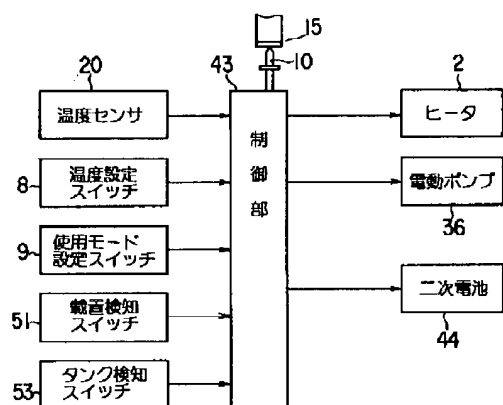 15
10
43
20
温度センサ
8
温度設定
スイッチ
9
使用モード
設定スイッチ
51
載置検知
スイッチ
53
タンク検知
スイッチ
制御部
2
ヒータ
電動ポンプ
36
二次電池
44